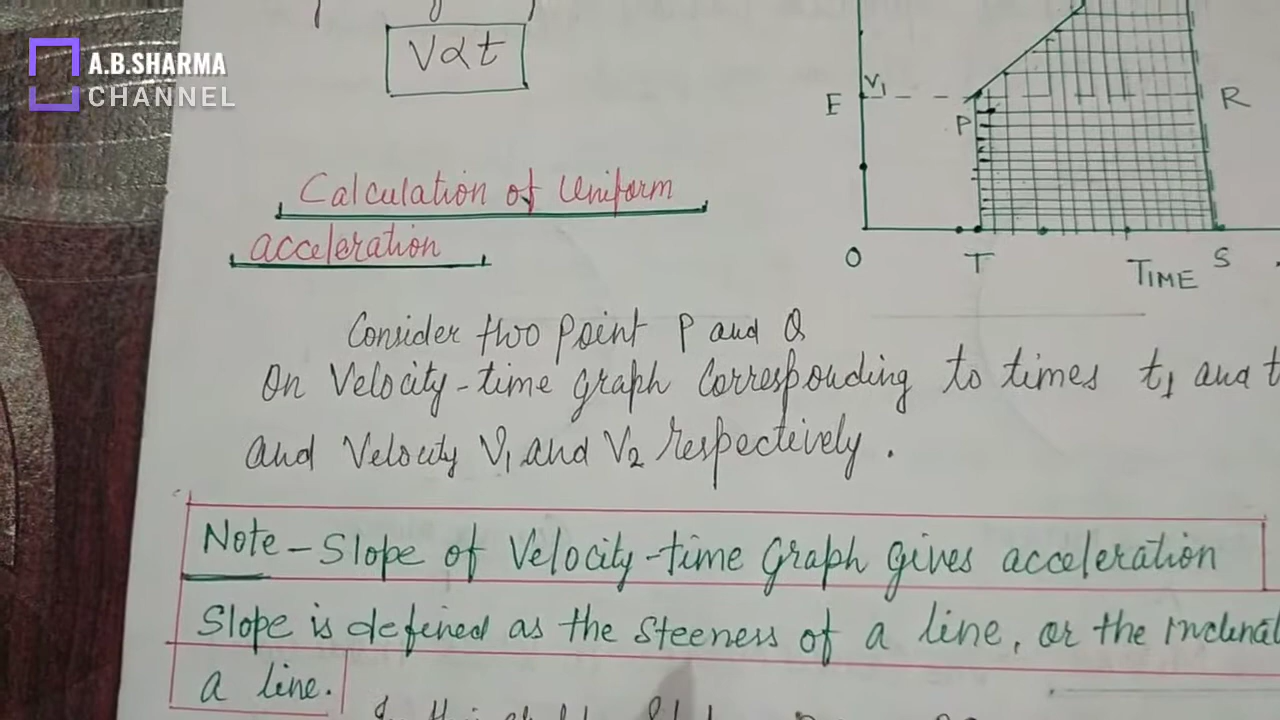 A.B.SHARMA
CHANNEL
V∝t
V1
E
P
R
O
T
TIME
S
Calculation of Uniform
acceleration
Consider two point P and Q
On Velocity-time graph Corresponding to times t1 and t
and Velocity V1 and V2 respectively.
Note - Slope of Velocity-time Graph gives acceleration
Slope is defined as the Steeness of a line, or the Inclinat
a line.